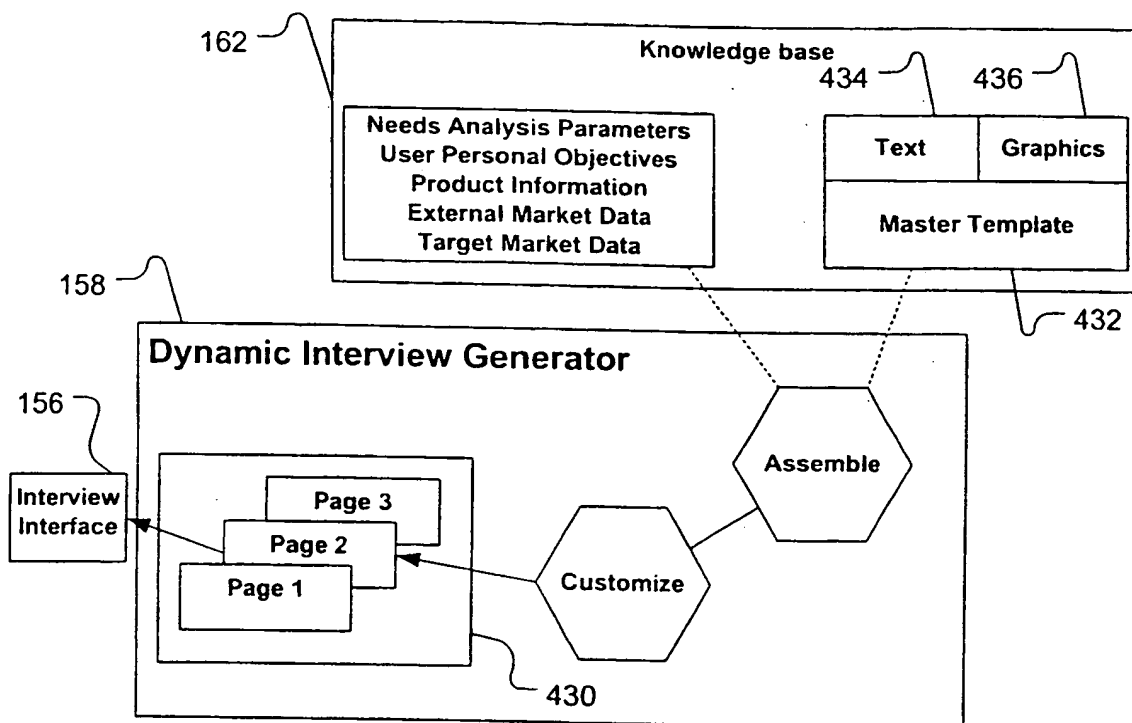 162
Knowledge base
434
436
Needs Analysis Parameters
User Personal Objectives
Product Information
External Market Data
Target Market Data
Text
Graphics
Master Template
432
158
Dynamic Interview Generator
156
Interview
Interface
Page 3
Page 2
Page 1
Assemble
Customize
430